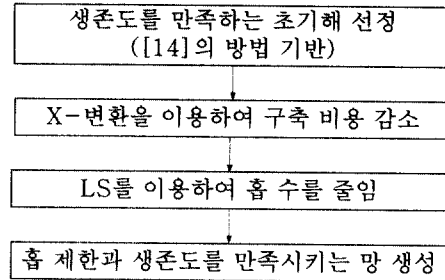 생존도를 만족하는 초기해 선정
([14]의 방법 기반)
X-변환을 이용하여 구축 비용 감소
LS를 이용하여 홉 수를 줄임
홉 제한과 생존도를 만족시키는 망 생성